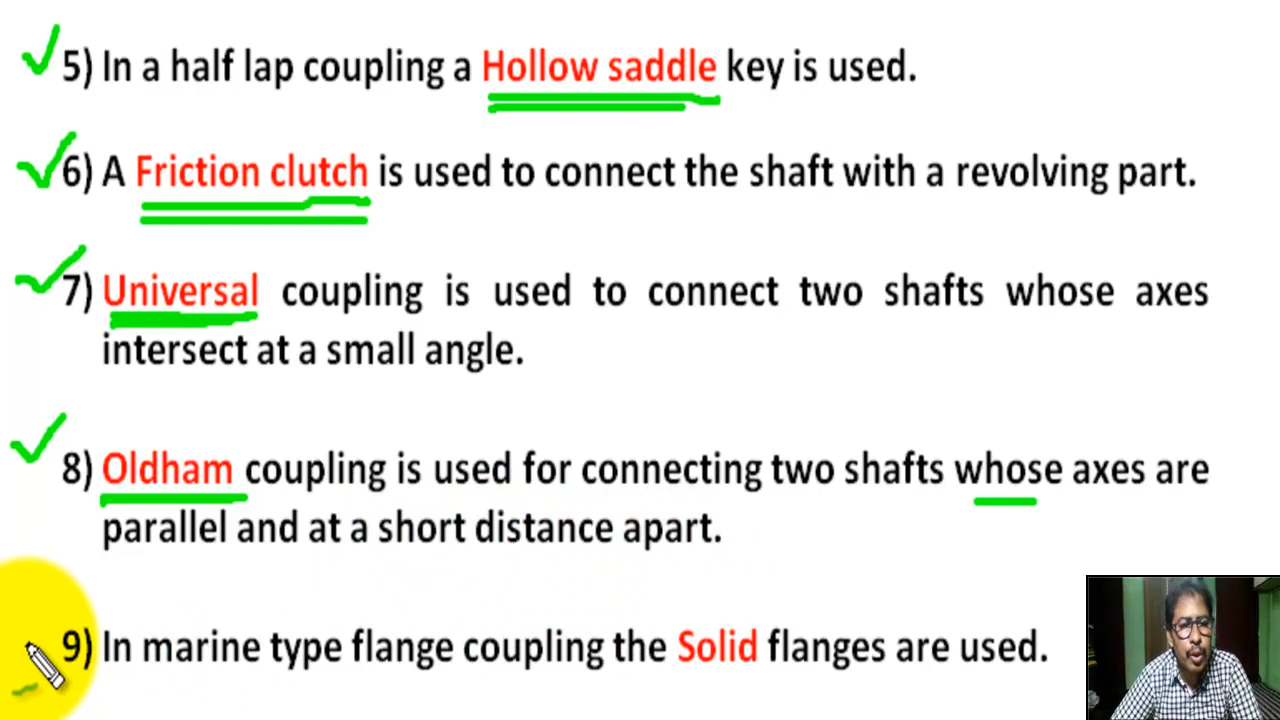 5) In a half lap coupling a Hollow saddle key is used.
6) A Friction clutch is used to connect the shaft with a revolving part.
7) Universal coupling is used to connect two shafts whose axes
intersect at a small angle.
8) Oldham coupling is used for connecting two shafts whose axes are
parallel and at a short distance apart.
9) In marine type flange coupling the Solid flanges are used.